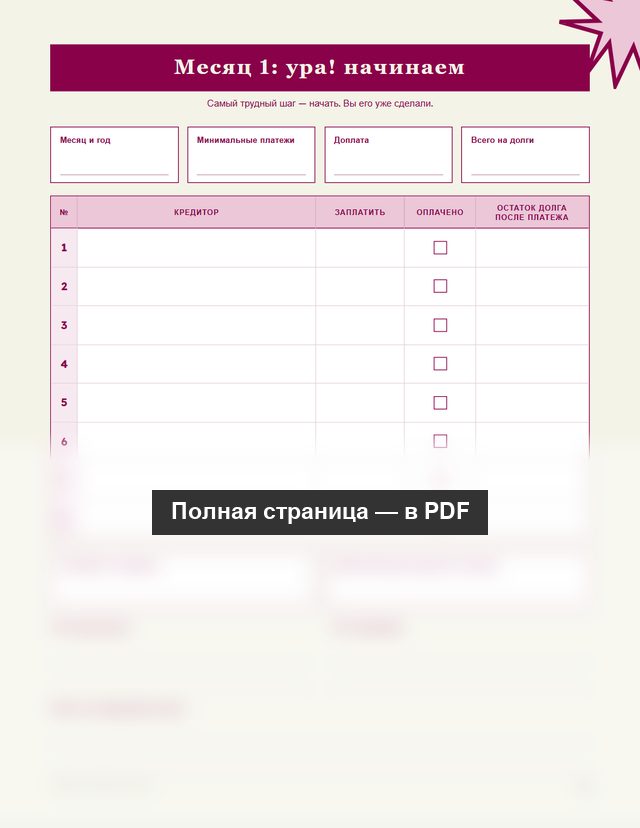 Месяц 1: ура! начинаем
Самый трудный шаг — начать. Вы его уже сделали.
Месяц и год
Минимальные платежи
Доплата
Всего на долги
№
КРЕДИТОР
ЗАПЛАТИТЬ
ОПЛАЧЕНО
ОСТАТОК ДОЛГА
ПОСЛЕ ПЛАТЕЖА
1
2
3
4
5
6
Полная страница — в PDF